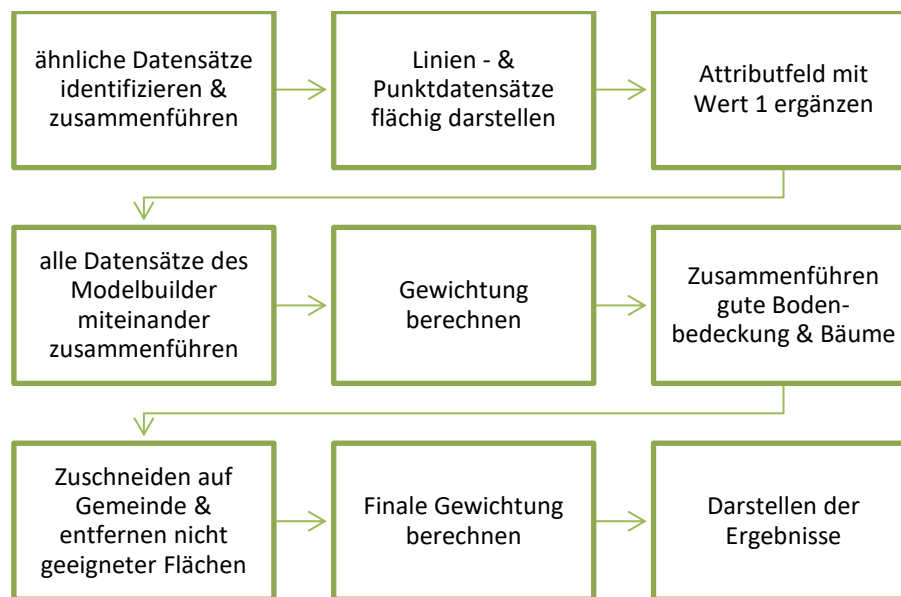 ähnliche Datensätze
identifizieren &
zusammenführen
Linien - &
Punktdatensätze
flächig darstellen
Attributfeld mit
Wert 1 ergänzen
alle Datensätze des
Modelbuilder
miteinander
zusammenführen
Gewichtung
berechnen
Zusammenführen
gute Boden-
bedeckung & Bäume
Zuschneiden auf
Gemeinde &
entfernen nicht
geeigneter Flächen
Finale Gewichtung
berechnen
Darstellen der
Ergebnisse